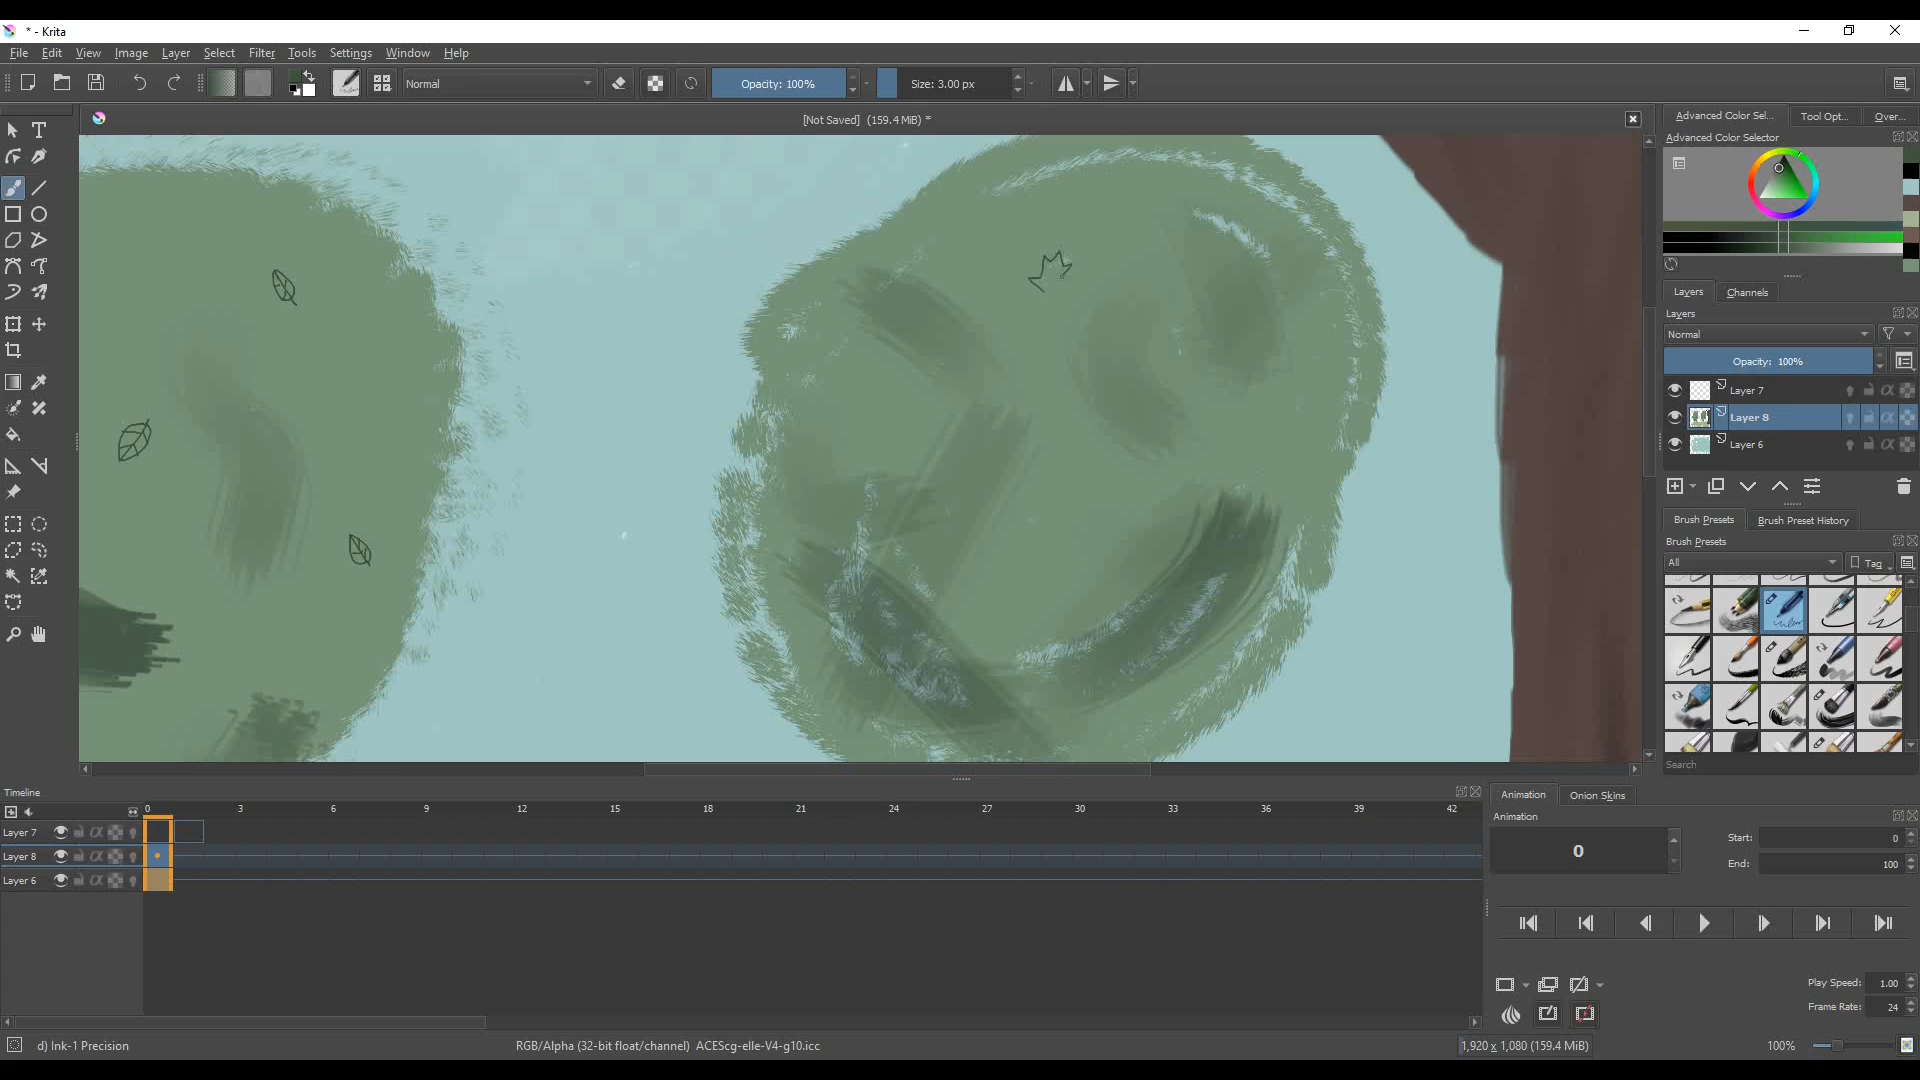 * - Krita
File Edit View Image Layer Select Filter Tools Settings Window Help
Normal Opacity: 100% Size: 3.00 px
[Not Saved] (159.4 MiB) *
Advanced Color Sel... Tool Opt... Over...
Advanced Color Selector
Layers Channels
Layers
Normal
Opacity: 100%
Layer 7
Layer 8
Layer 6
Brush Presets Brush Preset History
Brush Presets
All Tag
Search
Timeline
0 3 6 9 12 15 18 21 24 27 30 33 36 39 42
Layer 7
Layer 8
Layer 6
Animation Onion Skins
Animation
0
Start: 0
End: 100
Play Speed: 1.00
Frame Rate: 24
d) Ink-1 Precision
RGB/Alpha (32-bit float/channel) ACEScg-elle-V4-g10.icc
1,920 x 1,080 (159.4 MiB)
100%